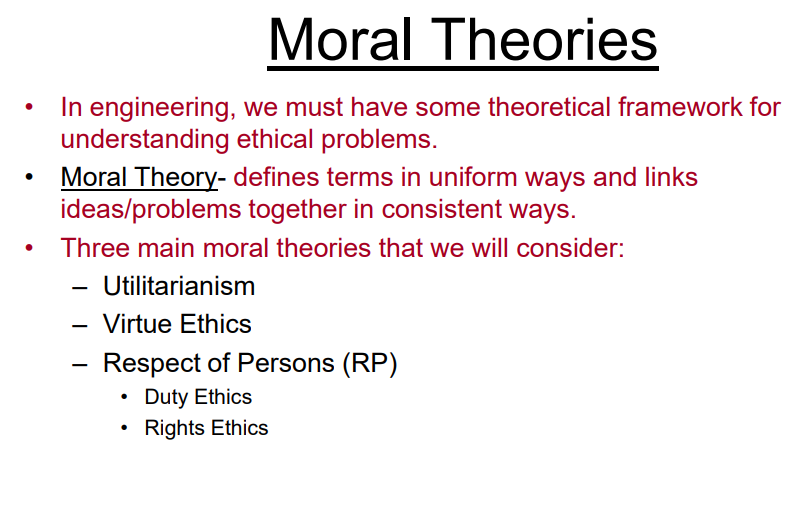 Moral Theories
• In engineering, we must have some theoretical framework for
understanding ethical problems.
• Moral Theory- defines terms in uniform ways and links
ideas/problems together in consistent ways.
• Three main moral theories that we will consider:
– Utilitarianism
– Virtue Ethics
– Respect of Persons (RP)
• Duty Ethics
• Rights Ethics